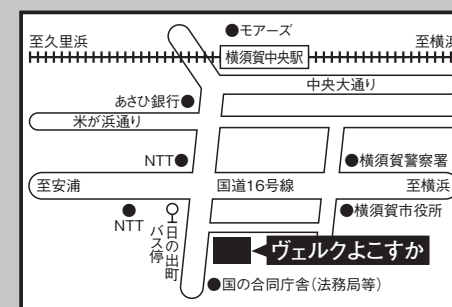 ●モアーズ
至久里浜
至横浜
横須賀中央駅
中央大通り
あさひ銀行●
米が浜通り
NTT●
●横須賀警察署
至安浦
国道16号線
至横浜
●
NTT
日の出町
バス停
●横須賀市役所
ヴェルクよこすか
●国の合同庁舎(法務局等)